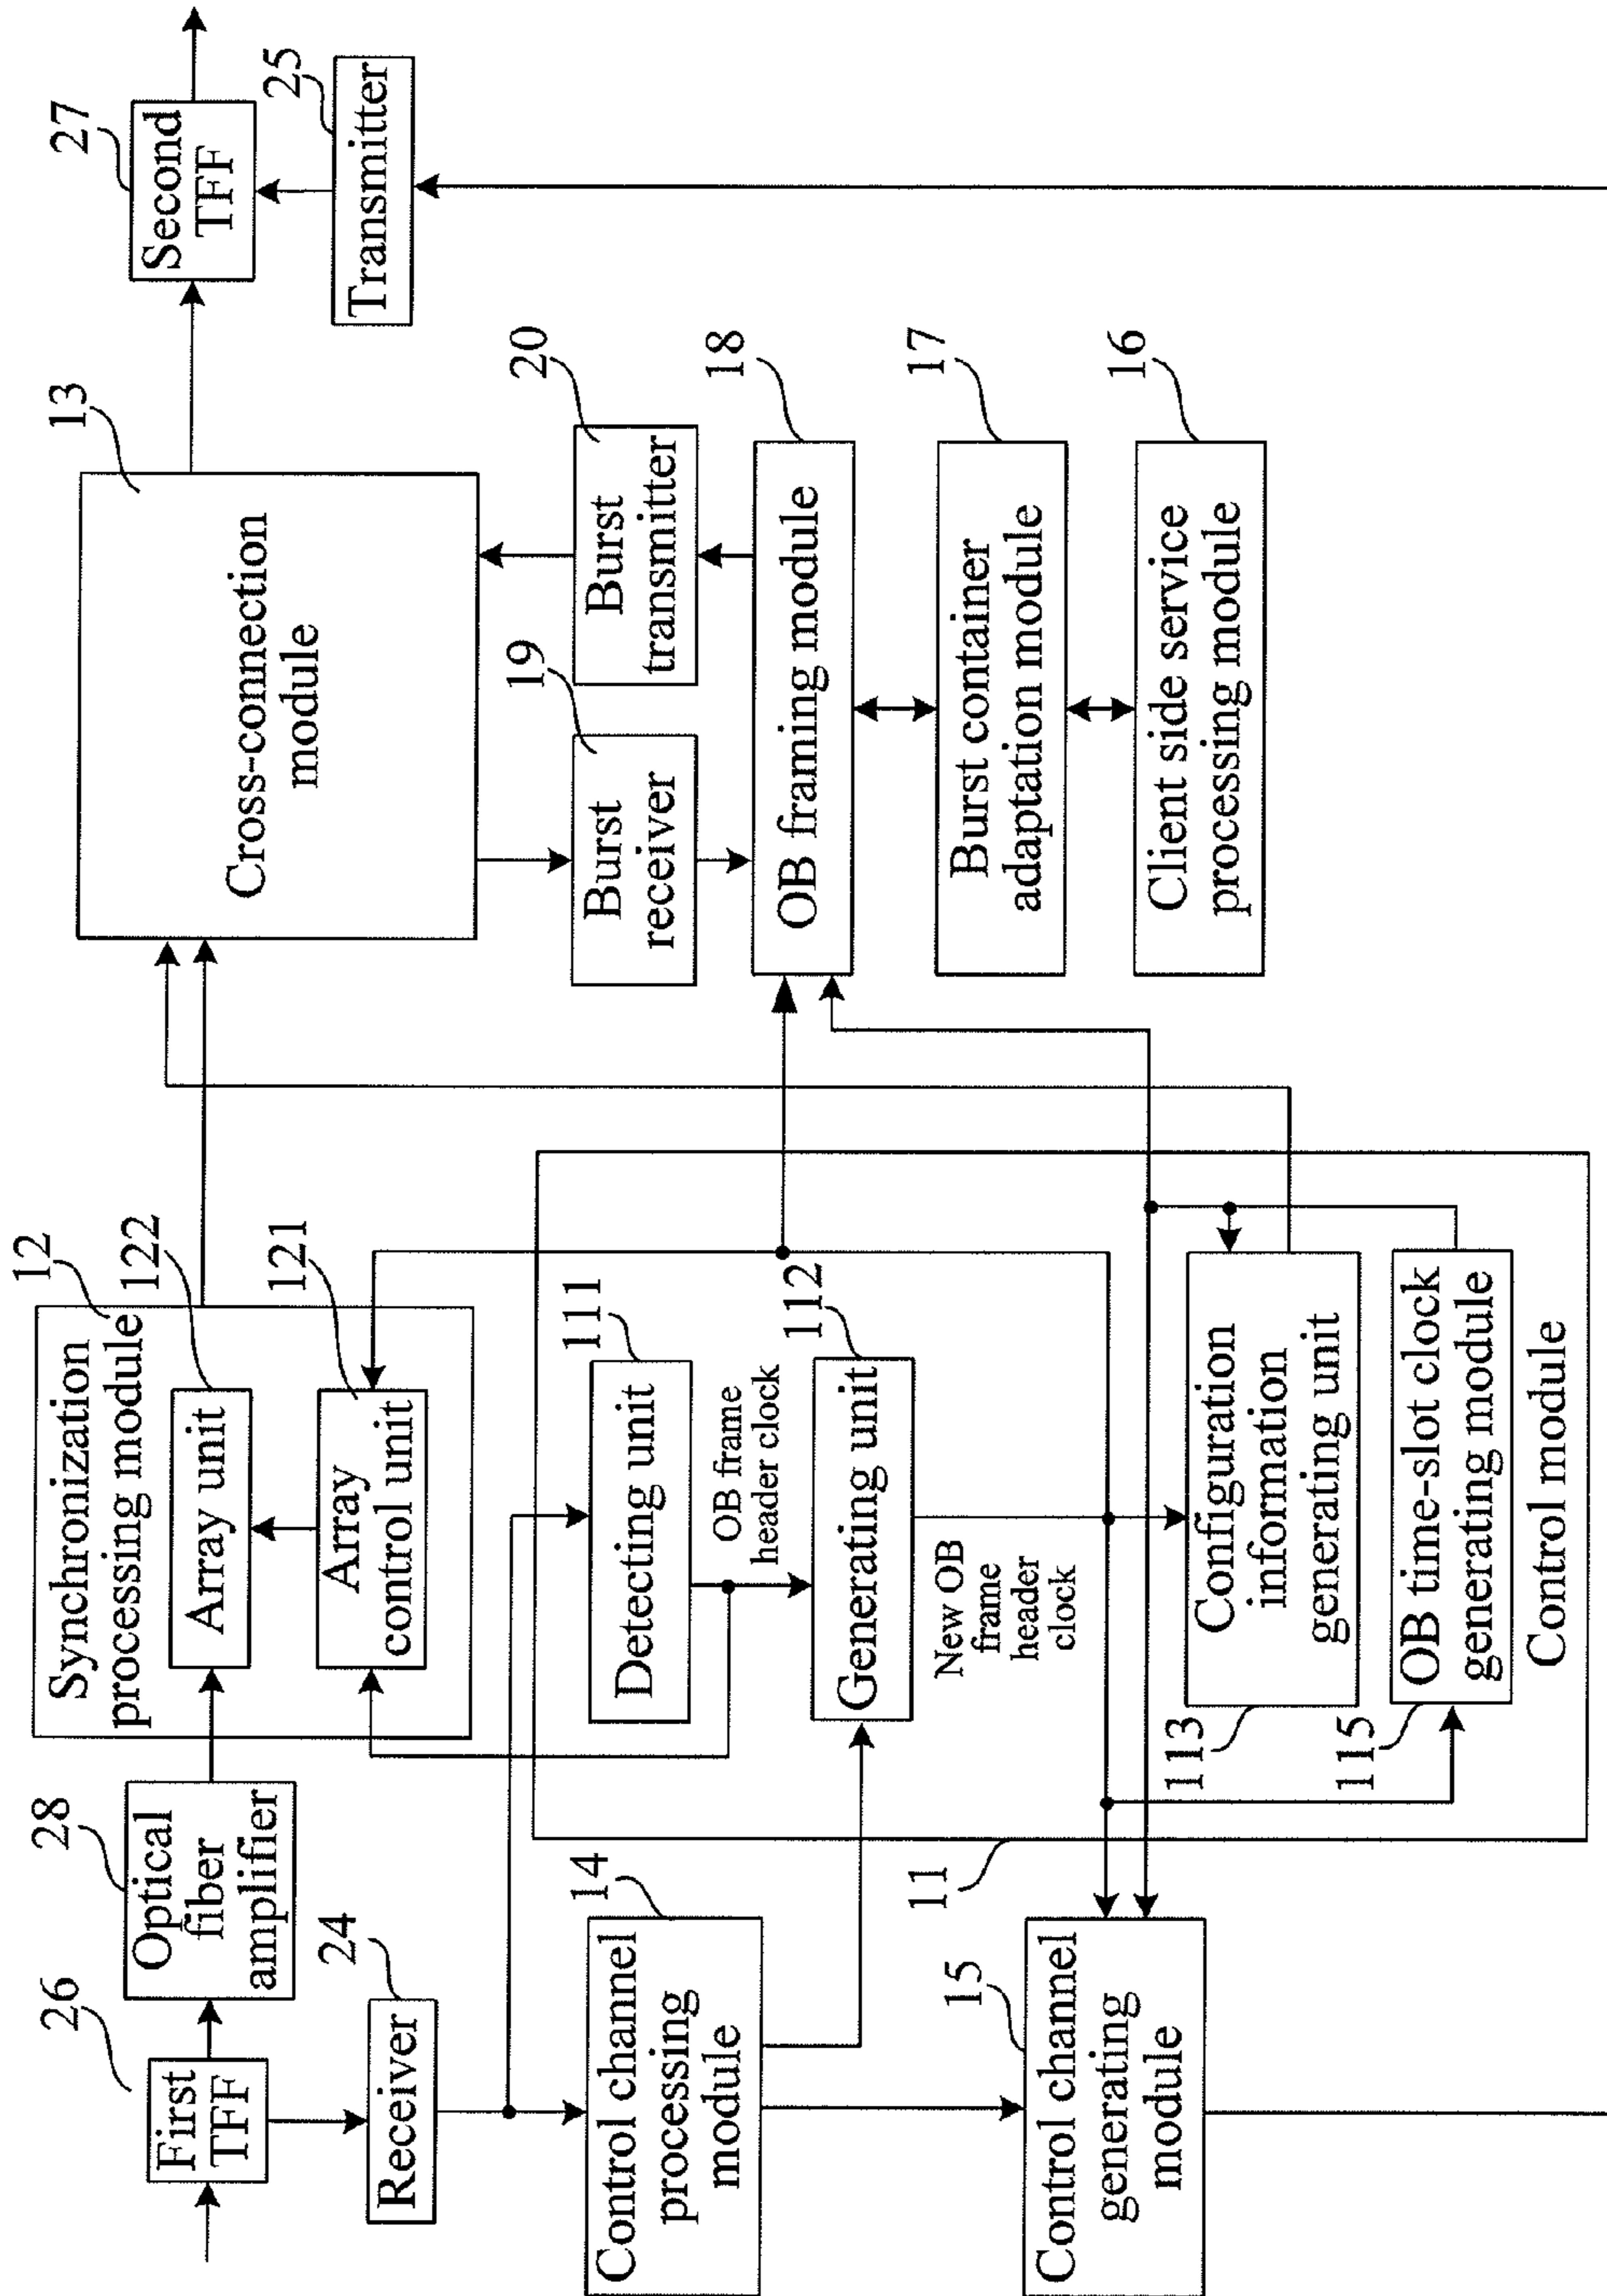 26
First
TFF
28
Optical
fiber
amplifier
24
Receiver
14
Control channel
processing
module
15
Control channel
generating
module
12
Synchronization
processing module
122
Array unit
121
Array
control unit
111
Detecting unit
OB frame
header clock
112
Generating unit
New OB
frame
header
clock
113
Configuration
information
generating unit
115
OB time-slot clock
generating module
Control module
11
13
Cross-connection
module
19
Burst
receiver
20
Burst
transmitter
18
OB framing module
17
Burst container
adaptation module
16
Client side service
processing module
27
Second
TFF
25
Transmitter